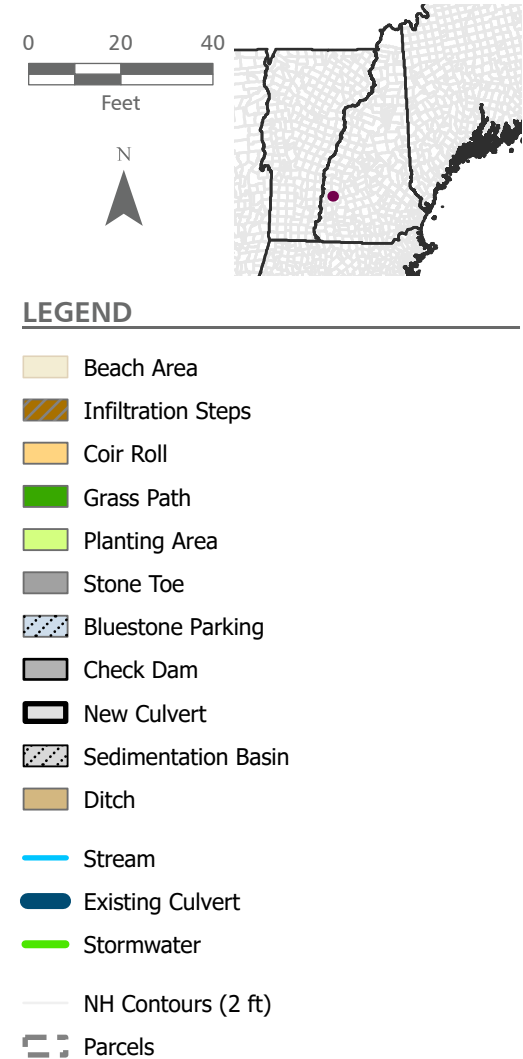 0 20 40
Feet
N
LEGEND
Beach Area
Infiltration Steps
Coir Roll
Grass Path
Planting Area
Stone Toe
Bluestone Parking
Check Dam
New Culvert
Sedimentation Basin
Ditch
Stream
Existing Culvert
Stormwater
NH Contours (2 ft)
Parcels